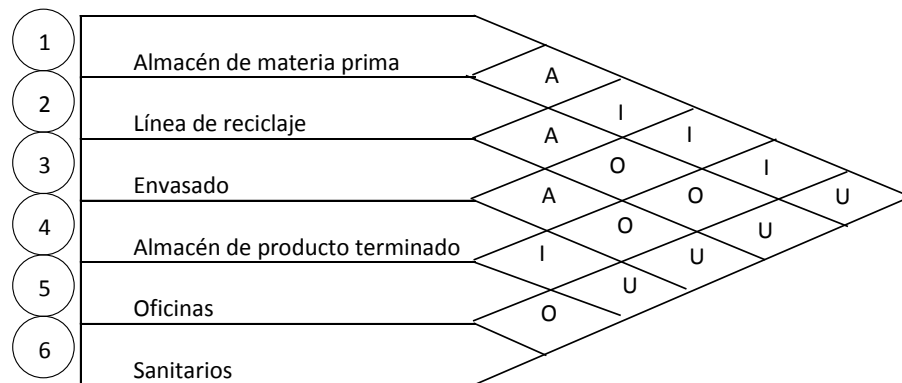 1 Almacén de materia prima
A
2 Línea de reciclaje
I
A I
3 Envasado
O I
A O U
4 Almacén de producto terminado
O U
I U
5 Oficinas
U
O
6 Sanitarios